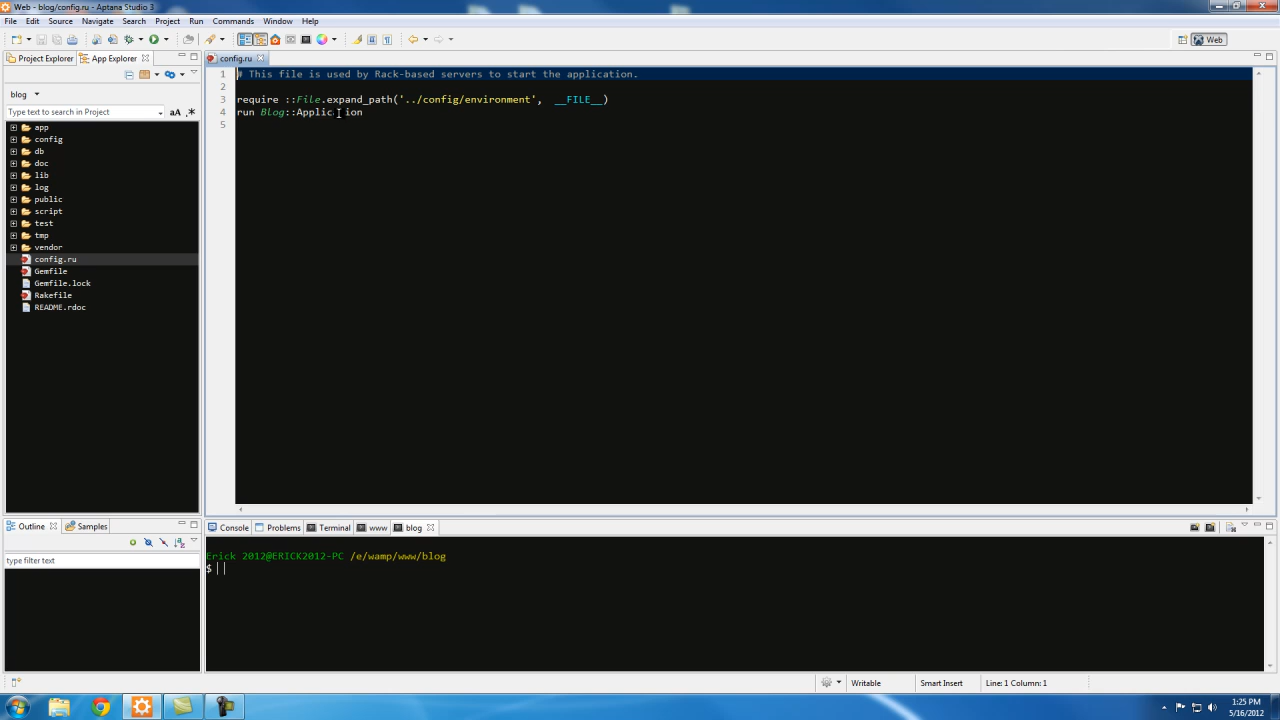 Web - blog/config.ru - Aptana Studio 3
File Edit Source Navigate Search Project Run Commands Window Help
Web
Project Explorer App Explorer
config.ru
blog
Type text to search in Project
aA .*
app
config
db
doc
lib
log
public
script
test
tmp
vendor
config.ru
Gemfile
Gemfile.lock
Rakefile
README.rdoc
1 # This file is used by Rack-based servers to start the application.
2
3 require ::File.expand_path('../config/environment', __FILE__)
4 run Blog::Application
5
Outline Samples
type filter text
Console Problems Terminal www blog
Erick 2012@ERICK2012-PC /e/wamp/www/blog
$
Writable Smart Insert Line: 1 Column: 1
1:25 PM
5/16/2012